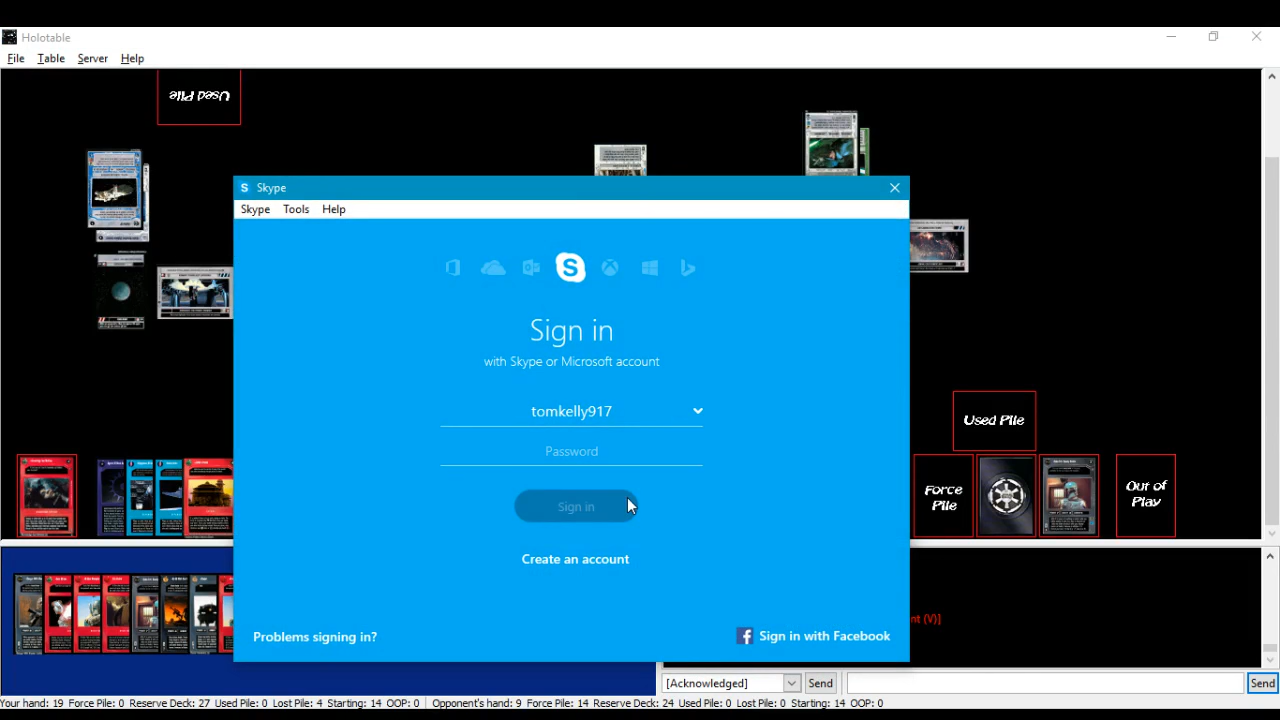 Holotable
File Table Server Help
Used Pile
Skype
Skype Tools Help
Sign in
with Skype or Microsoft account
tomkelly917
Password
Sign in
Create an account
Problems signing in?
Sign in with Facebook
Used Pile
Force
Pile
Out of
Play
nt (V)]
[Acknowledged] Send Send
Your hand: 19 Force Pile: 0 Reserve Deck: 27 Used Pile: 0 Lost Pile: 4 Starting: 14 OOP: 0 Opponent's hand: 9 Force Pile: 14 Reserve Deck: 24 Used Pile: 0 Lost Pile: 0 Starting: 14 OOP: 0